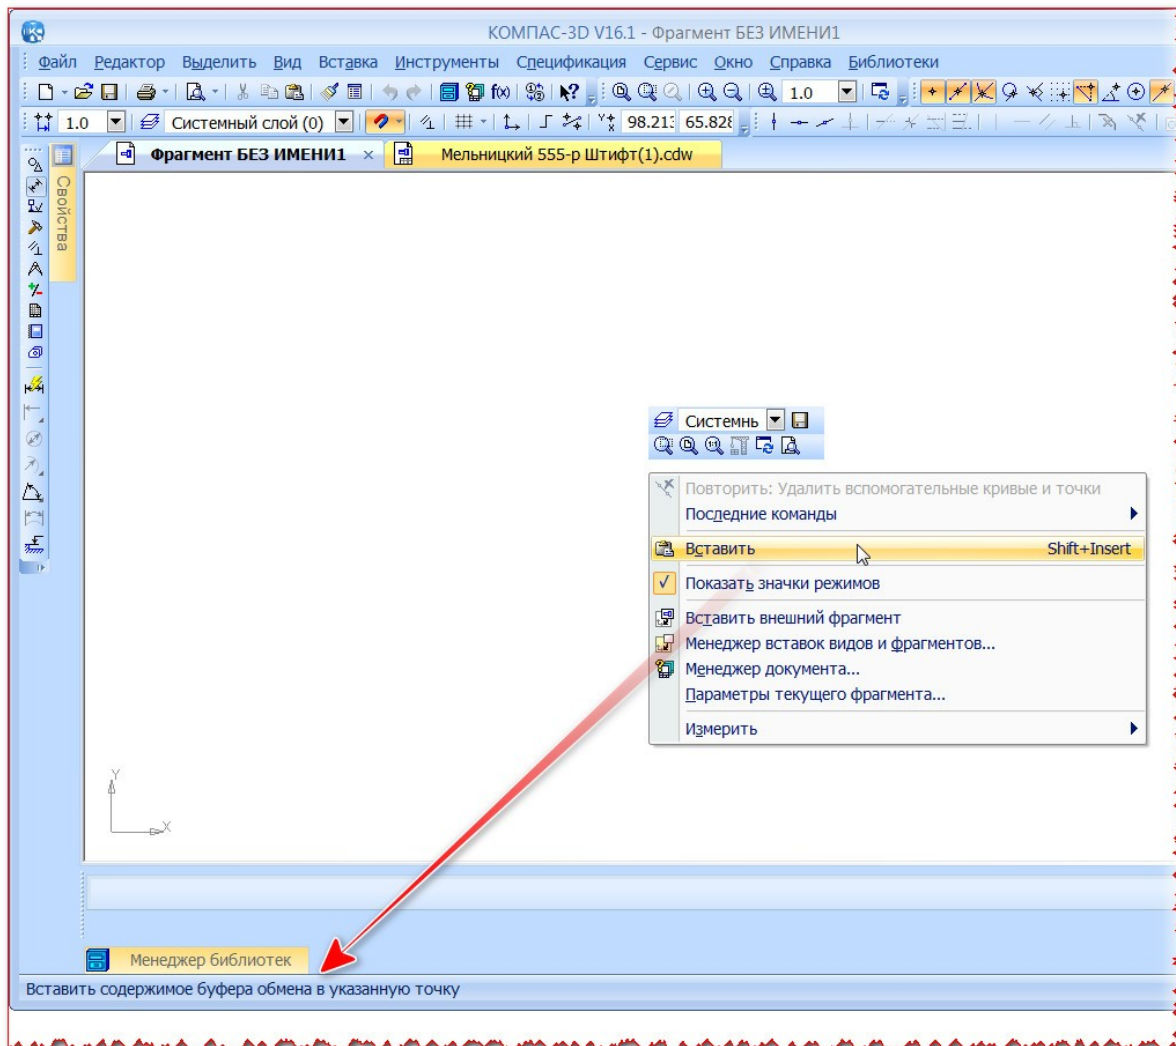 КОМПАС-3D V16.1 - Фрагмент БЕЗ ИМЕНИ1
Файл Редактор Выделить Вид Вставка Инструменты Спецификация Сервис Окно Справка Библиотеки
1.0
1.0 Системный слой (0) 98.213 65.828
Фрагмент БЕЗ ИМЕНИ1 × Мельницкий 555-р Штифт(1).cdw
Свойства
Системнь
Повторить: Удалить вспомогательные кривые и точки
Последние команды
Вставить Shift+Insert
Показать значки режимов
Вставить внешний фрагмент
Менеджер вставок видов и фрагментов...
Менеджер документа...
Параметры текущего фрагмента...
Измерить
Y
X
Менеджер библиотек
Вставить содержимое буфера обмена в указанную точку